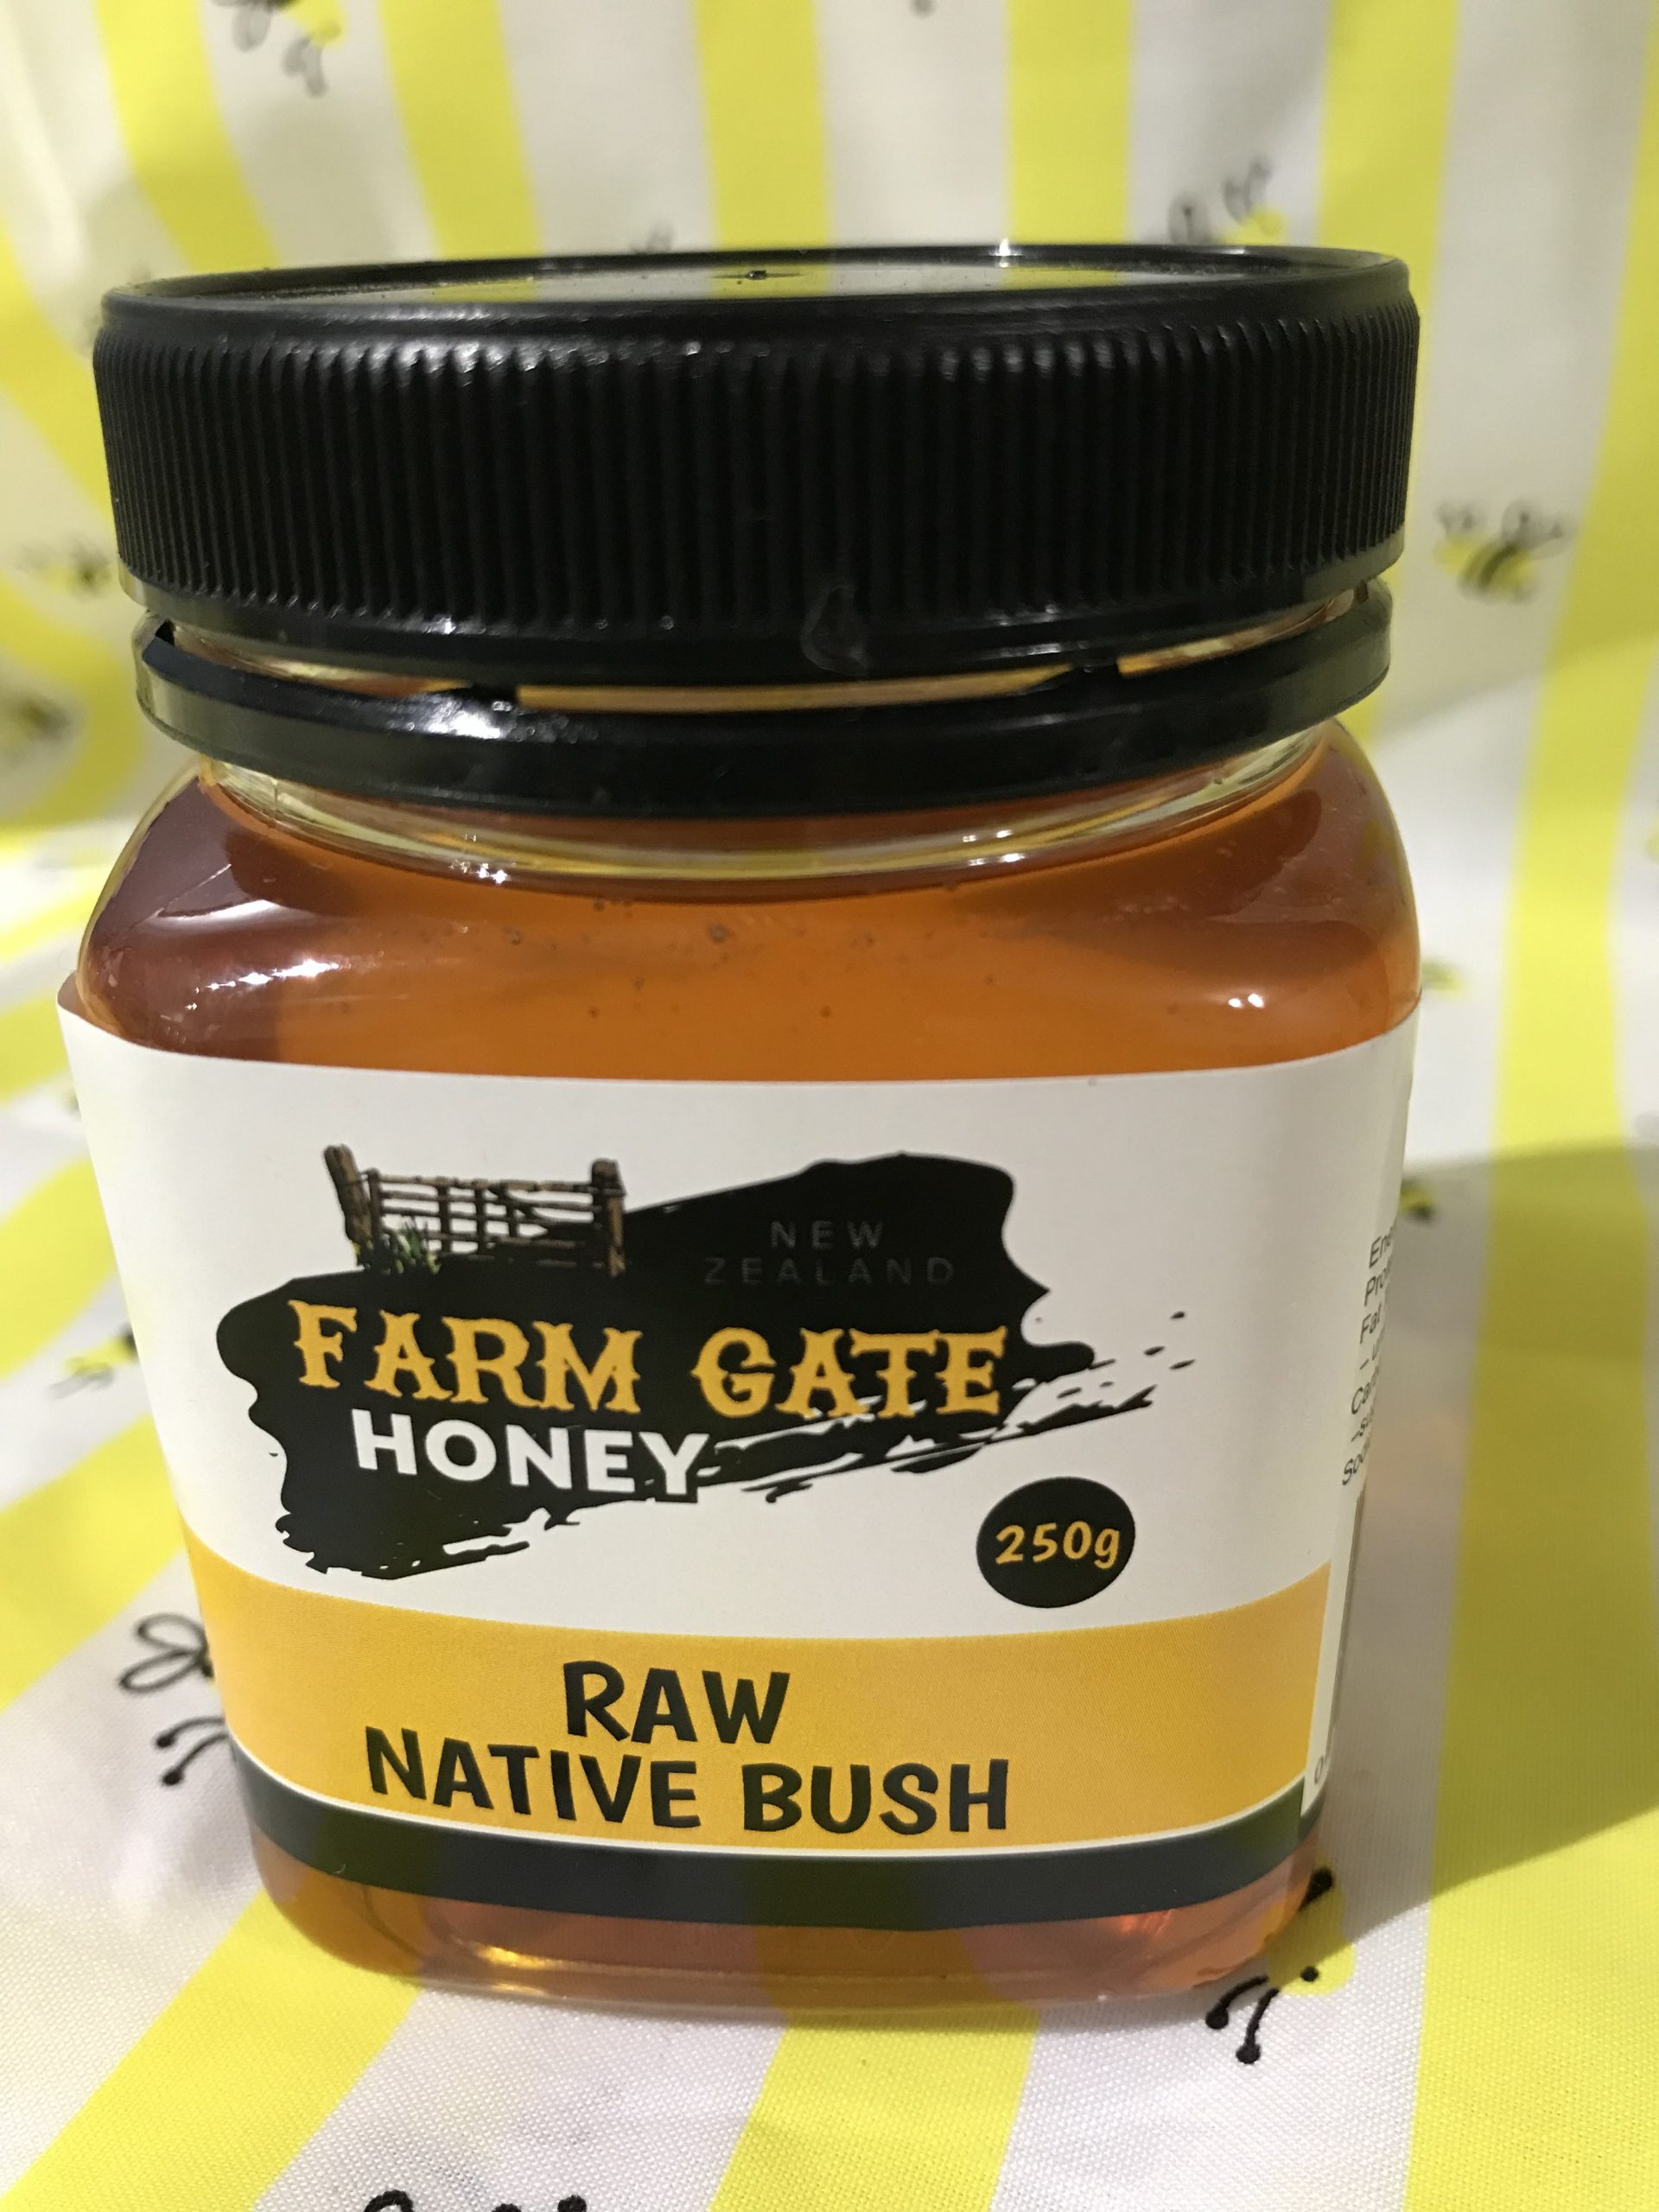 NEW
ZEALAND
FARM GATE
HONEY
250g
RAW
NATIVE BUSH